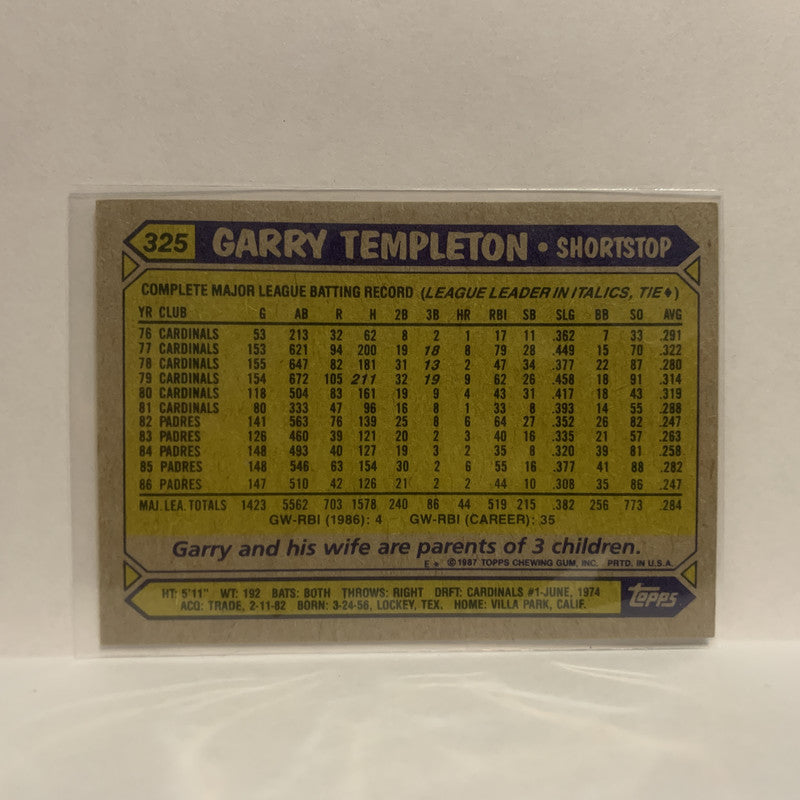 325 GARRY TEMPLETON • SHORTSTOP
COMPLETE MAJOR LEAGUE BATTING RECORD (LEAGUE LEADER IN ITALICS, TIE♦)
YR CLUB G AB R H 2B 3B HR RBI SB SLG BB SO AVG
76 CARDINALS 53 213 32 62 8 2 1 17 11 .362 7 33 .291
77 CARDINALS 153 621 94 200 19 18 8 79 28 .449 15 70 .322
78 CARDINALS 155 647 82 181 31 13 2 47 34 .377 22 87 .280
79 CARDINALS 154 672 105 211 32 19 9 62 26 .458 18 91 .314
80 CARDINALS 118 504 83 161 19 9 4 43 31 .417 18 43 .319
81 CARDINALS 80 333 47 96 16 8 1 33 8 .393 14 55 .288
82 PADRES 141 563 76 139 25 8 6 64 27 .352 26 82 .247
83 PADRES 126 460 39 121 20 2 3 40 16 .335 21 57 .263
84 PADRES 148 493 40 127 19 3 2 35 8 .320 39 81 .258
85 PADRES 148 546 63 154 30 2 6 55 16 .377 41 88 .282
86 PADRES 147 510 42 126 21 2 2 44 10 .308 35 86 .247
MAJ. LEA. TOTALS 1423 5562 703 1578 240 86 44 519 215 .382 256 773 .284
GW-RBI (1986): 4 GW-RBI (CAREER): 35
Garry and his wife are parents of 3 children.
E * © 1987 TOPPS CHEWING GUM, INC. PRTD. IN U.S.A.
HT: 5'11" WT: 192 BATS: BOTH THROWS: RIGHT DRFT: CARDINALS #1-JUNE, 1974
ACQ: TRADE, 2-11-82 BORN: 3-24-56, LOCKEY, TEX. HOME: VILLA PARK, CALIF.
topps